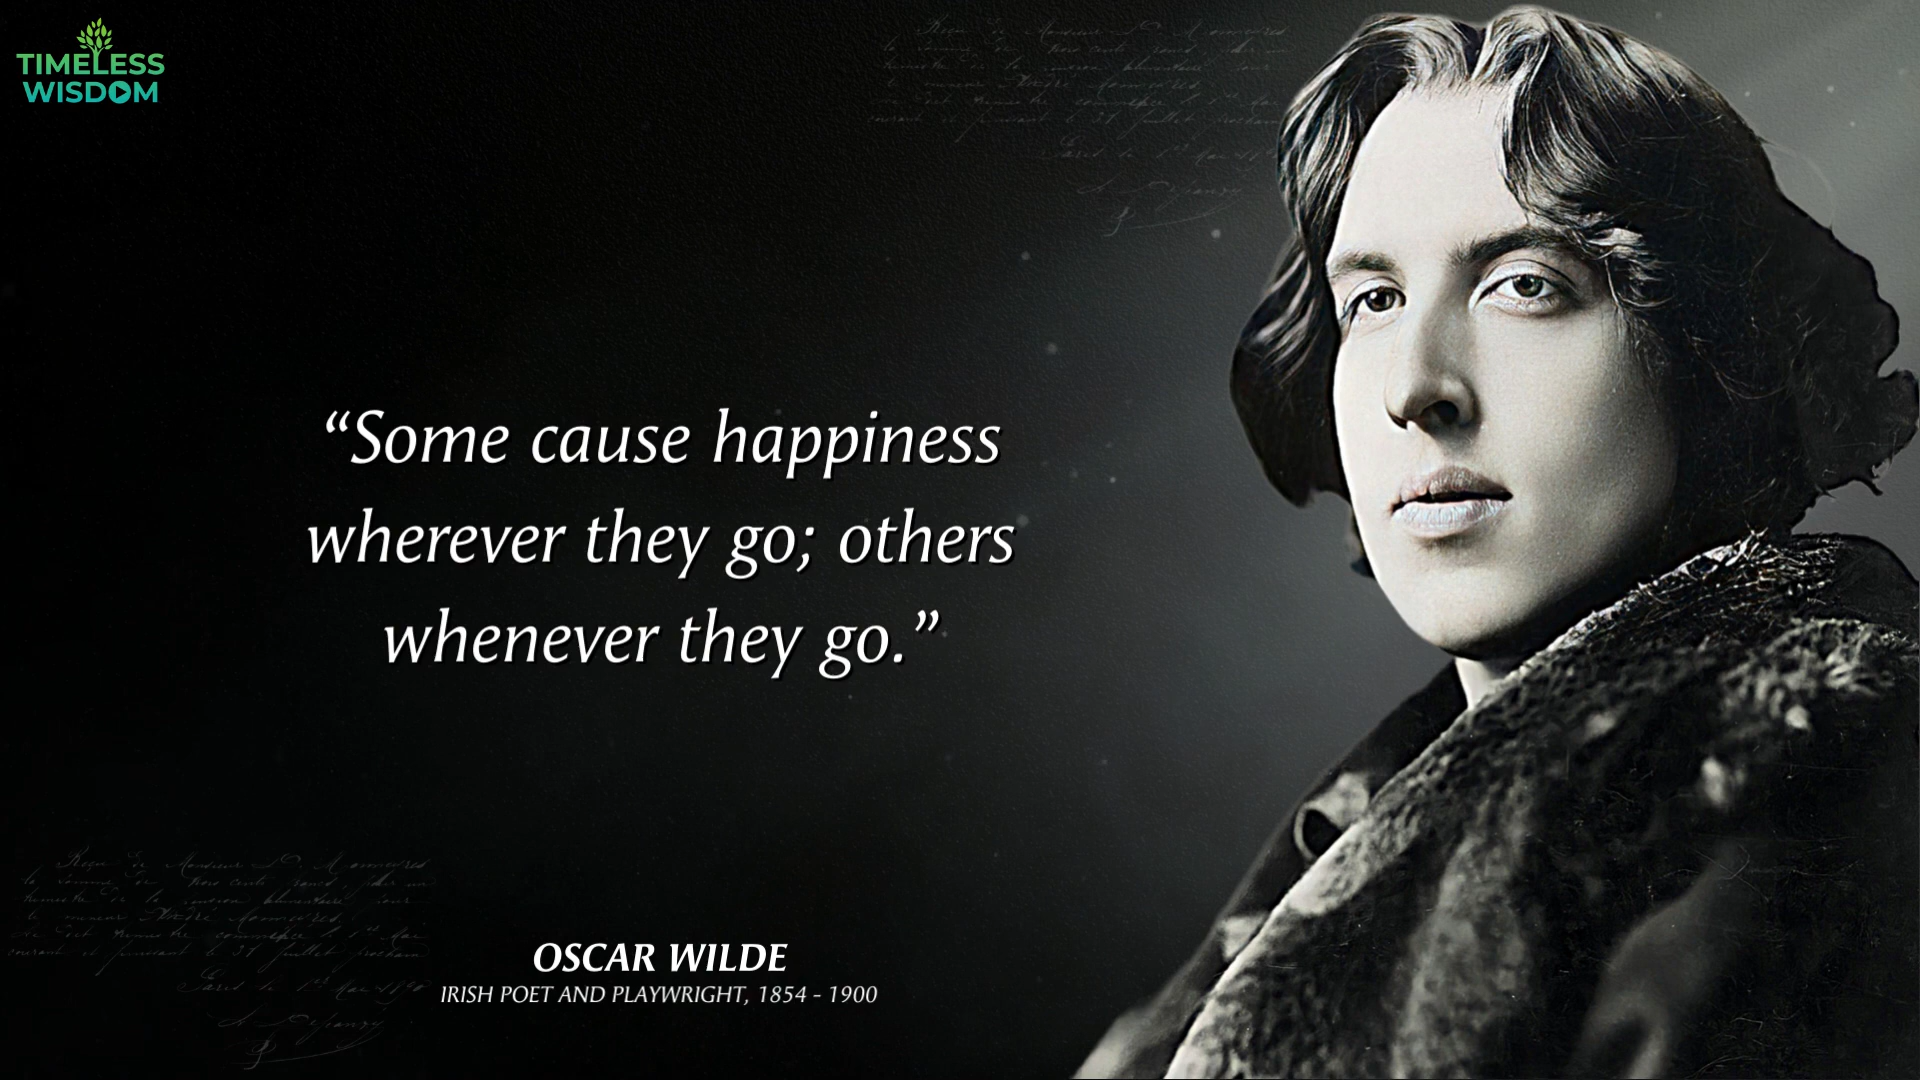 TIMELESS
WISDOM
“Some cause happiness
wherever they go; others
whenever they go.”
OSCAR WILDE
IRISH POET AND PLAYWRIGHT, 1854 - 1900